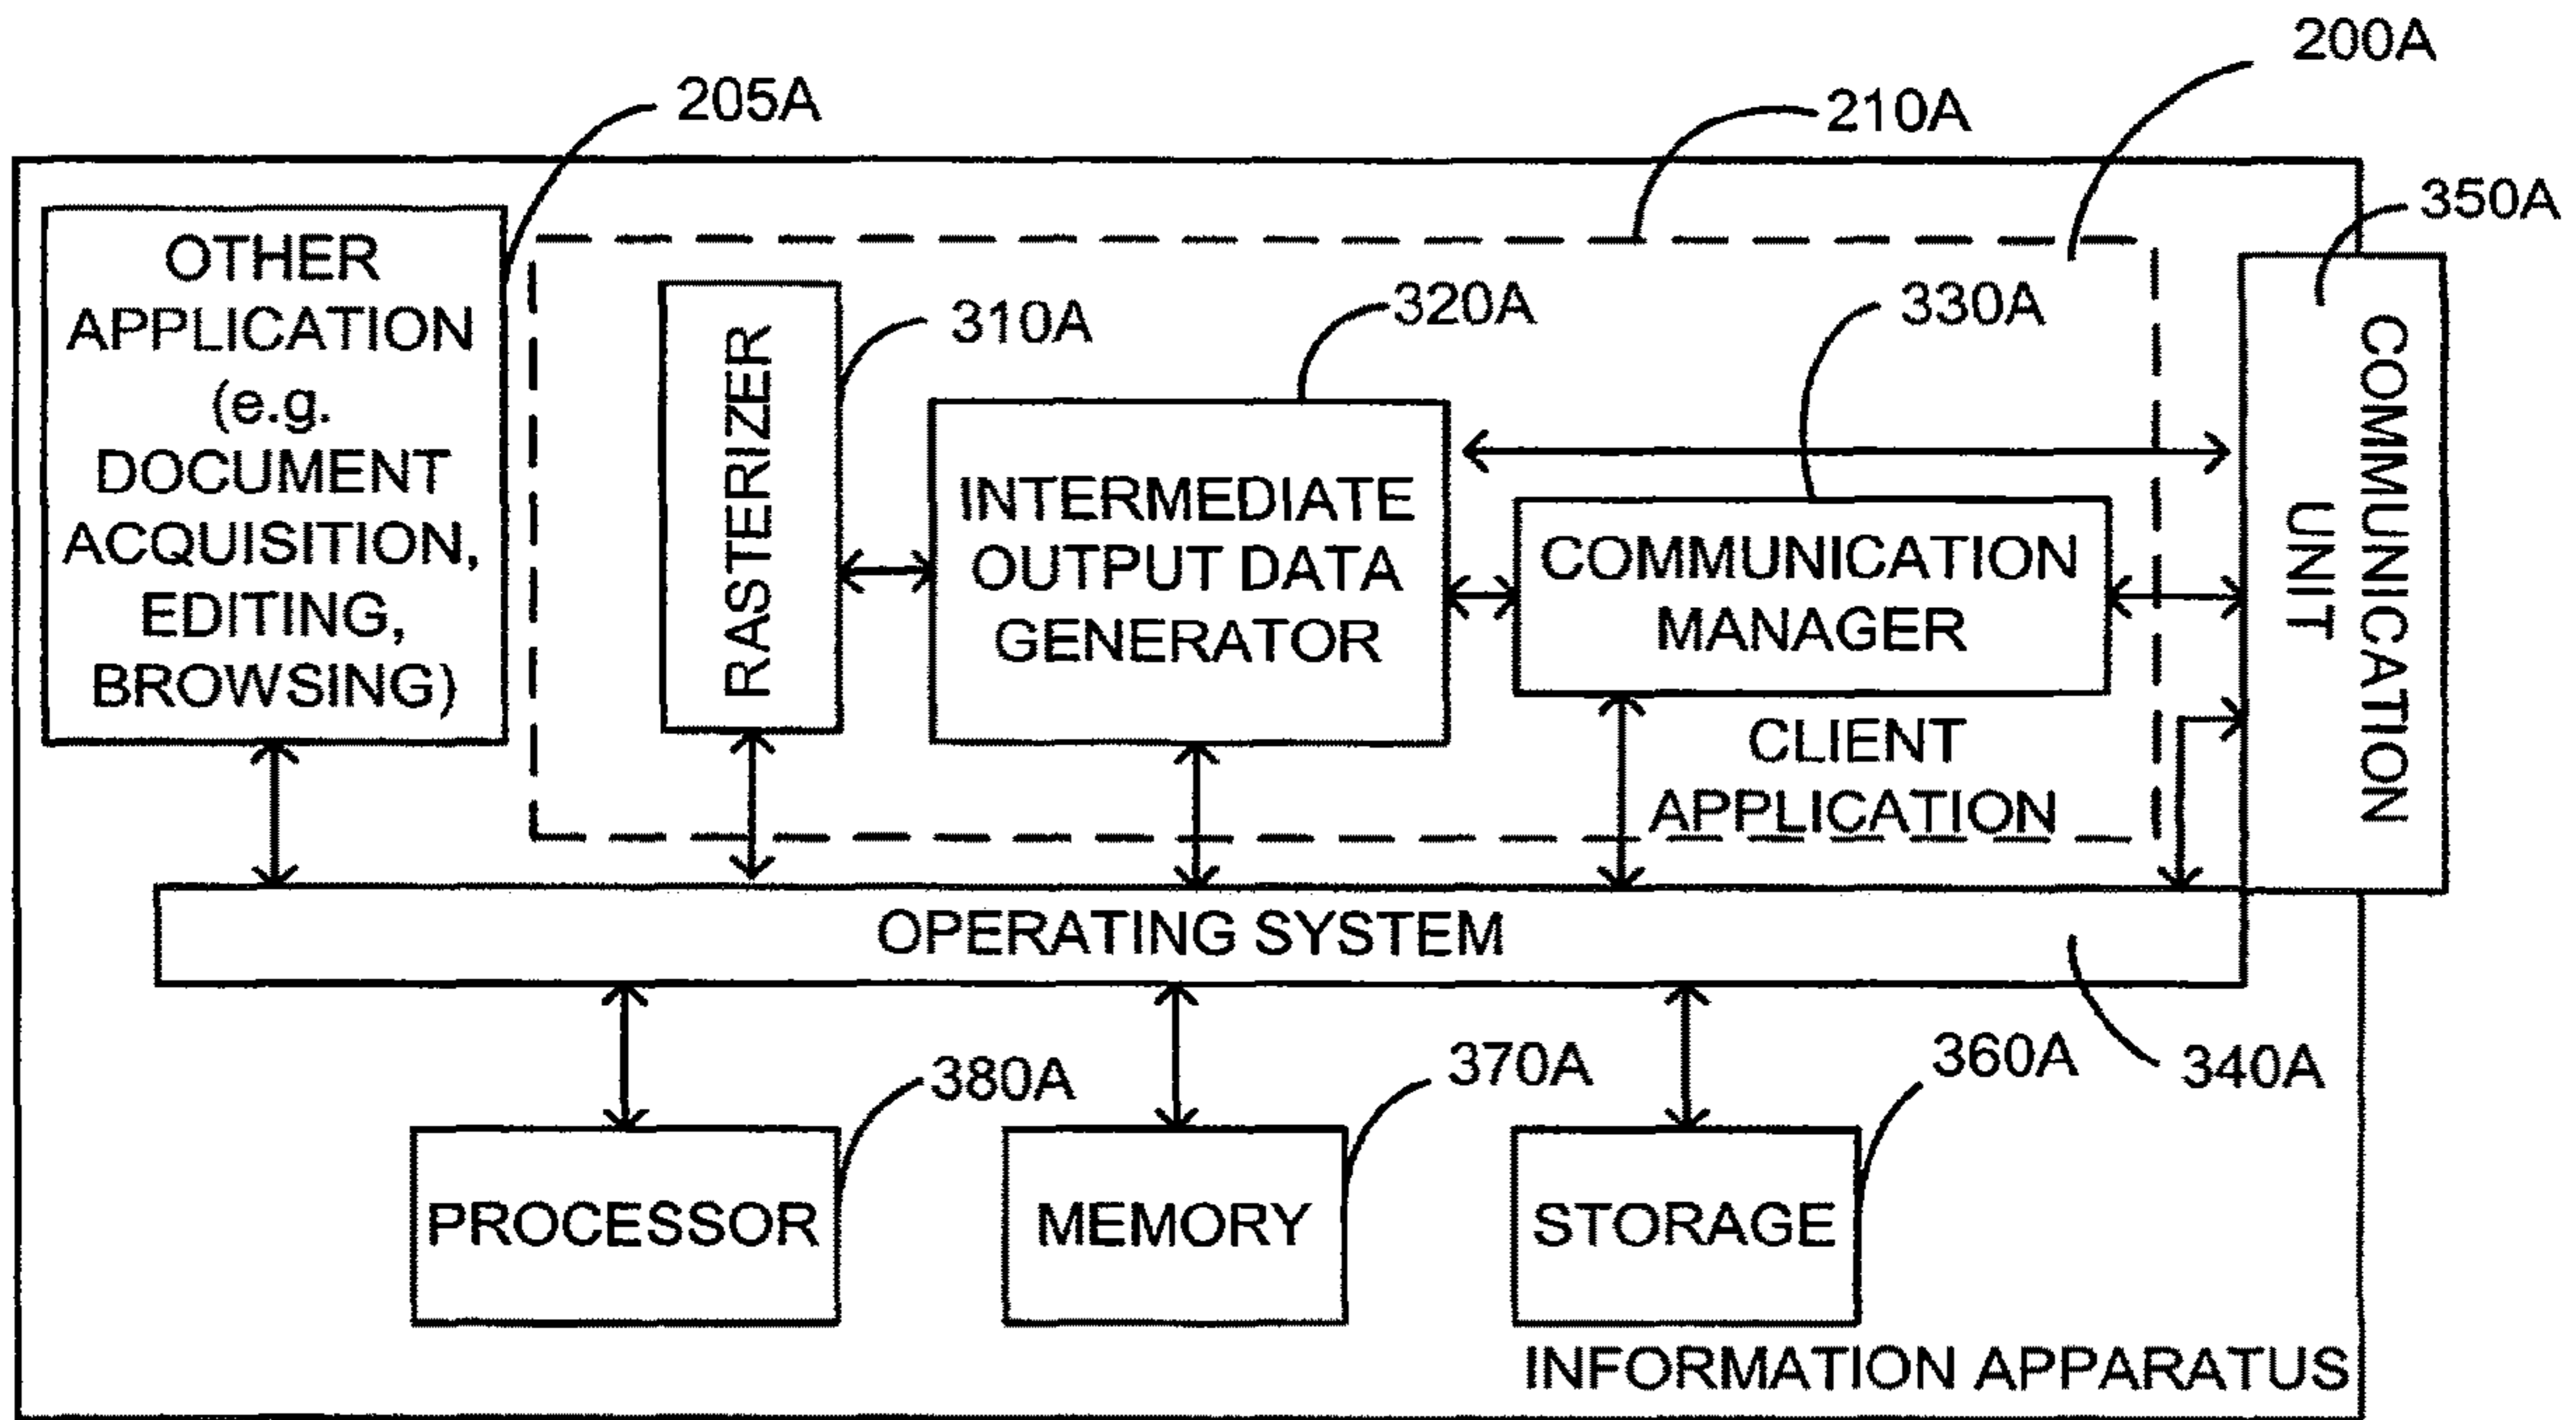 200A
205A
210A
350A
OTHER
APPLICATION
(e.g.
DOCUMENT
ACQUISITION,
EDITING,
BROWSING)
RASTERIZER
310A
320A
330A
INTERMEDIATE
OUTPUT DATA
GENERATOR
COMMUNICATION
MANAGER
CLIENT
APPLICATION
COMMUNICATION
UNIT
OPERATING SYSTEM
380A
370A
360A
340A
PROCESSOR
MEMORY
STORAGE
INFORMATION APPARATUS